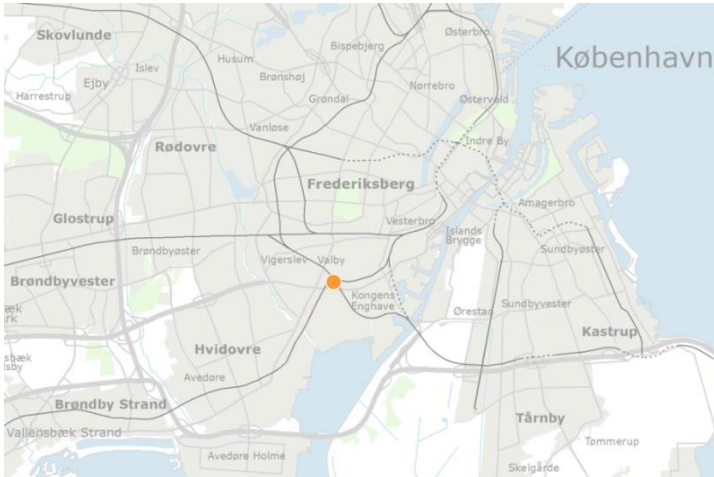 Skovlunde
Husum
Bispebjerg
Østerbro
København
Islev
Ejby
Brønshøj
Harrestrup
Grøndal
Nørrebro
Østervold
Vanløse
Rødovre
Indre By
Frederiksberg
Amagerbro
Glostrup
Vesterbro
Islands
Brygge
Brøndbyøster
Sundbyøster
Vigerslev
Valby
Brøndbyvester
Kongens
Enghave
Sundbyvester
Ørestad
Kastrup
Hvidovre
Avedøre
Brøndby Strand
Tårnby
Vallensbæk Strand
Tømmerup
Avedøre Holme
Skelgårde